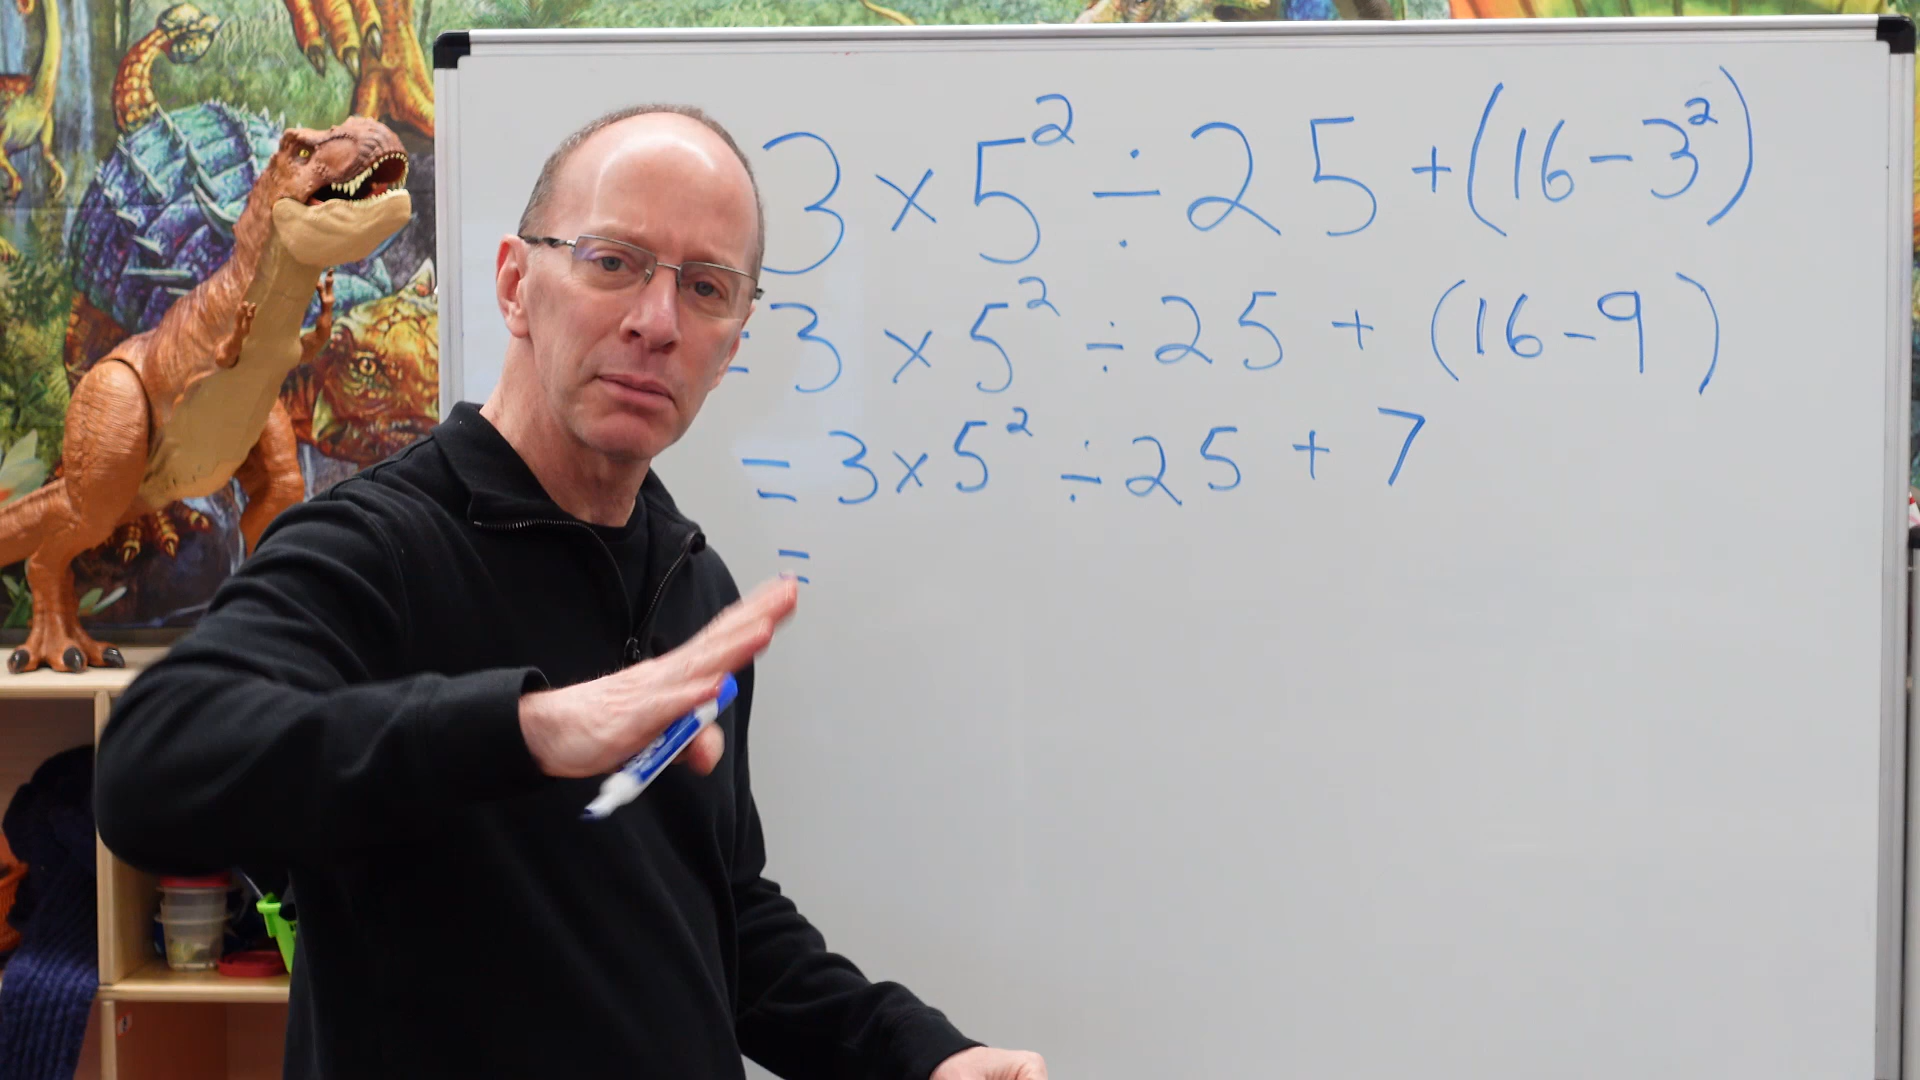 3 × 5² ÷ 25 + (16 - 3²)
= 3 × 5² ÷ 25 + (16 - 9)
= 3 × 5² ÷ 25 + 7
=